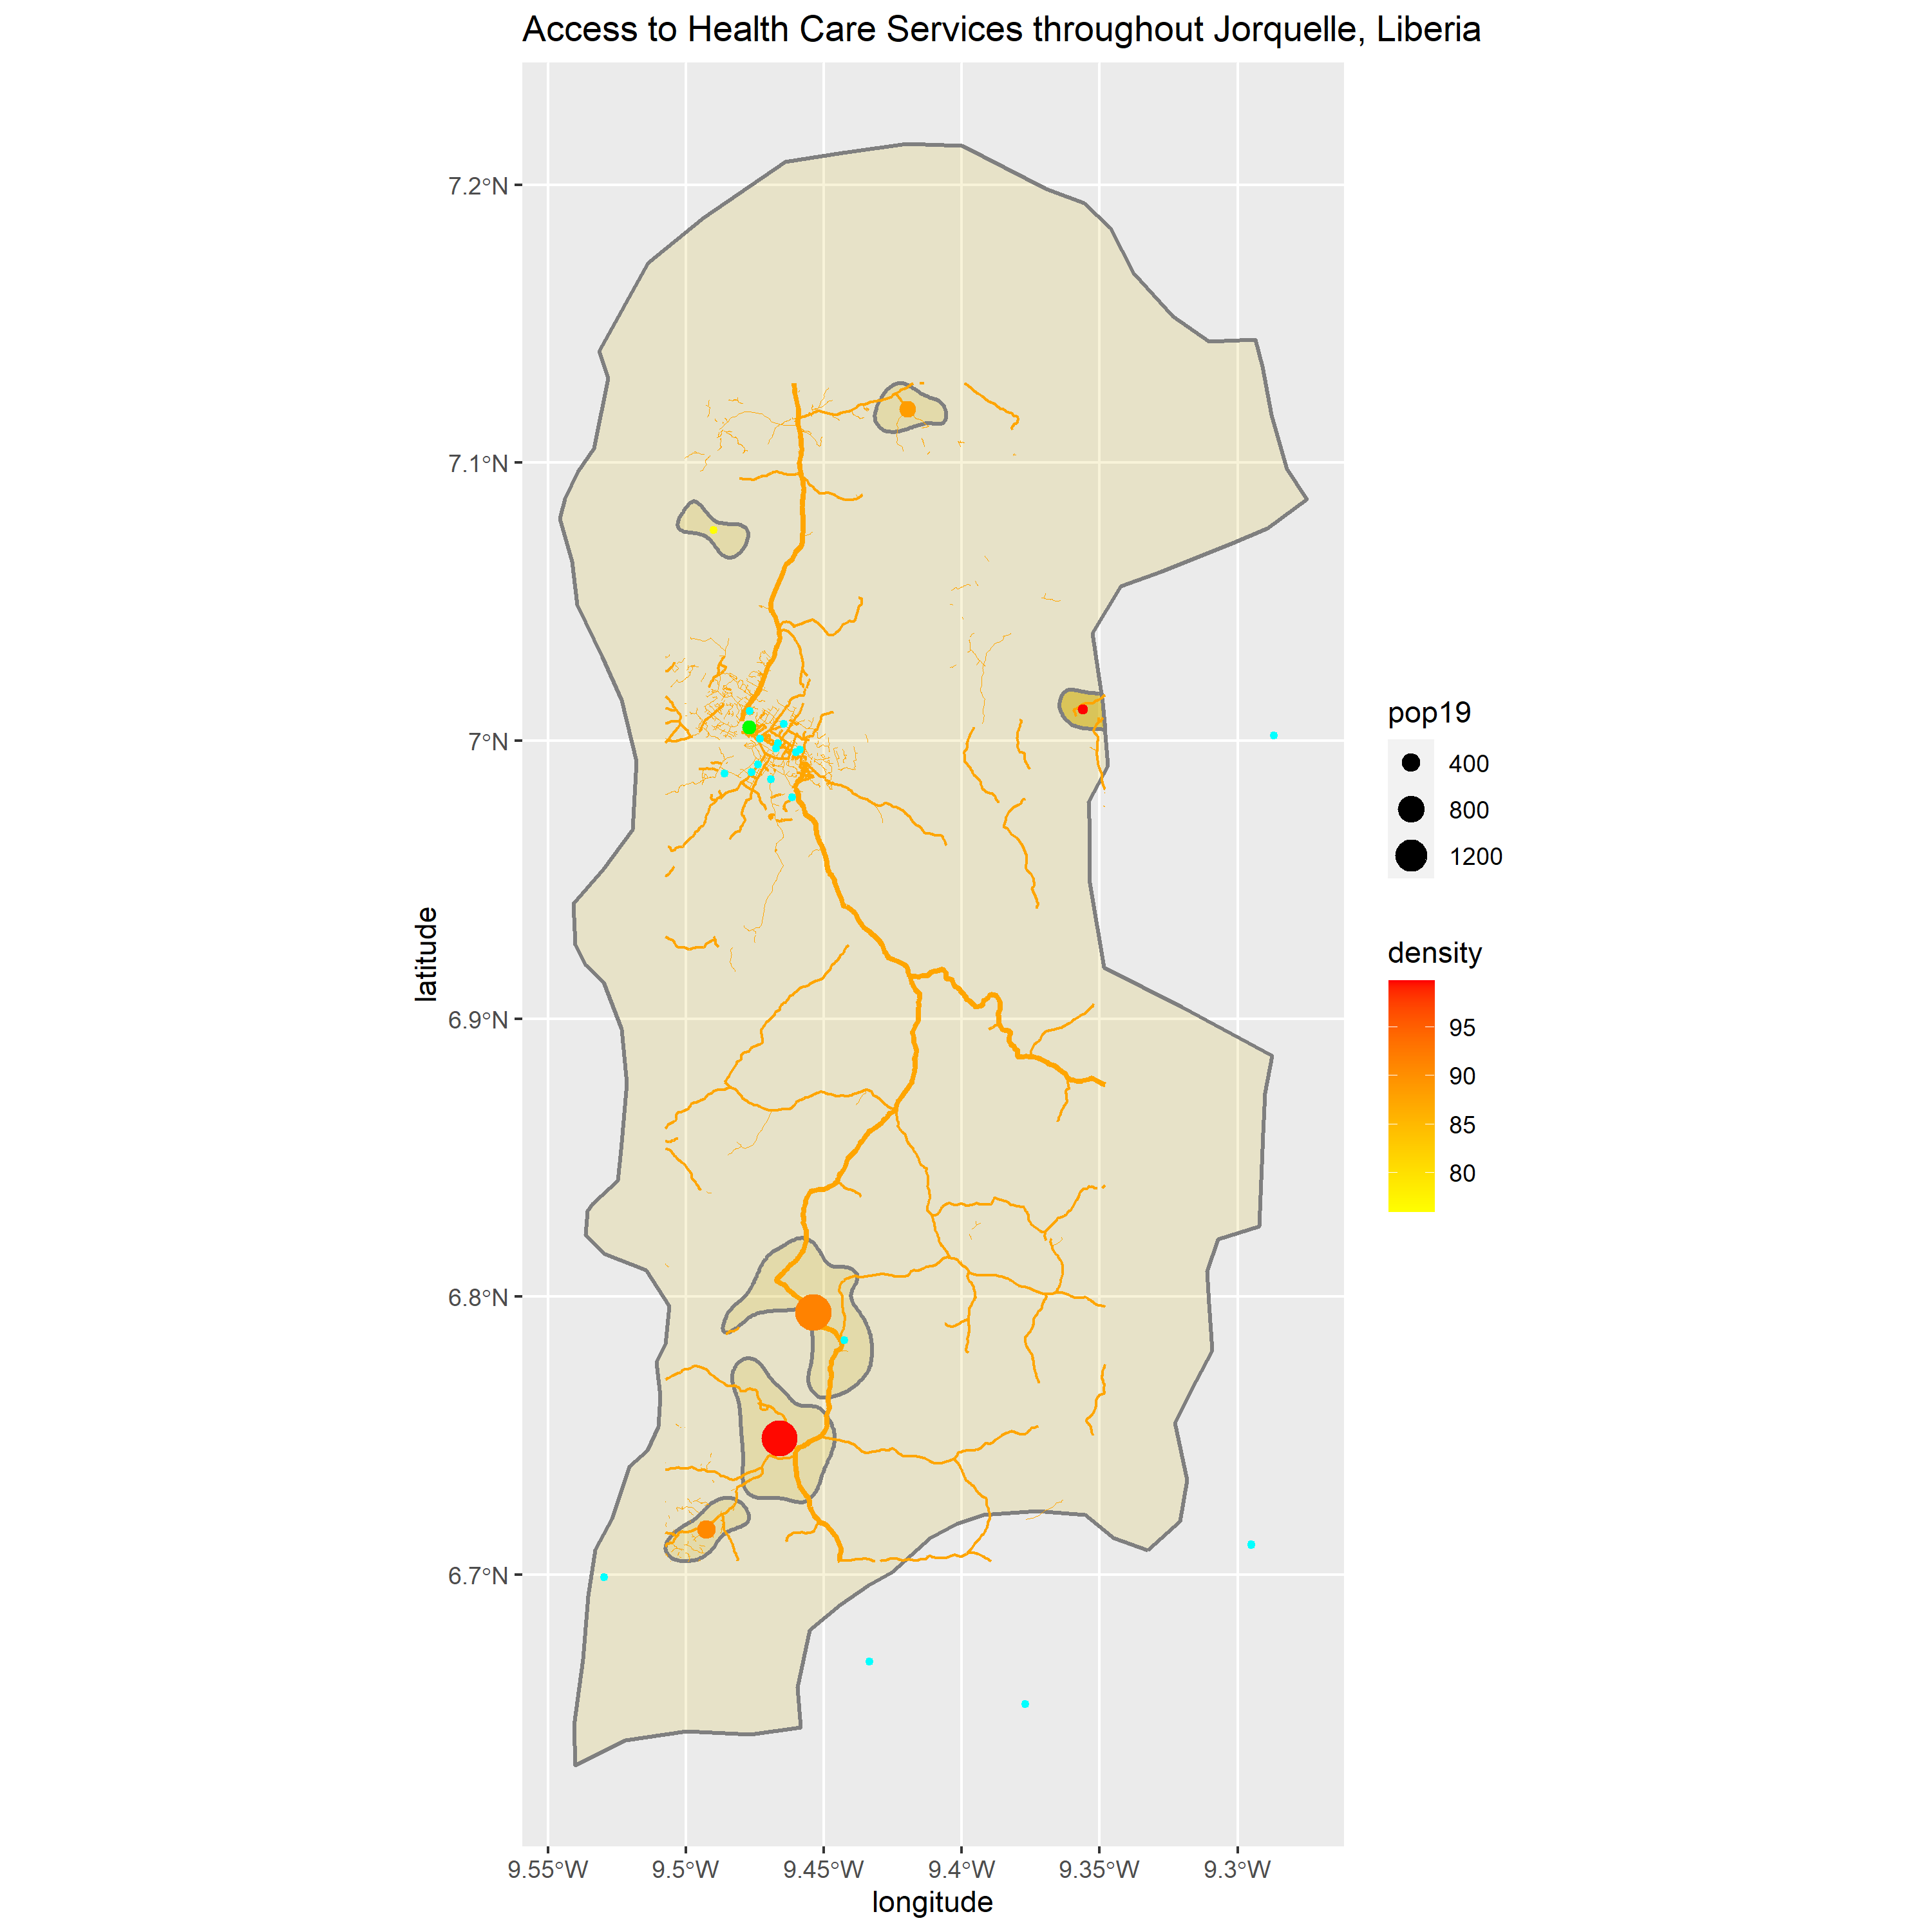 Access to Health Care Services throughout Jorquelle, Liberia
7.2°N
7.1°N
7°N
6.9°N
6.8°N
6.7°N
latitude
9.55°W
9.5°W
9.45°W
9.4°W
9.35°W
9.3°W
longitude
pop19
400
800
1200
density
95
90
85
80